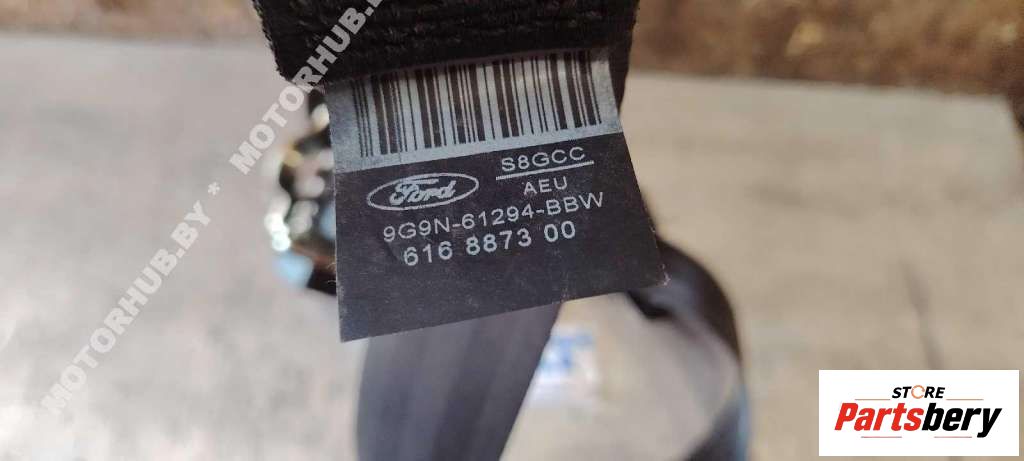 MOTORHUB.BY * MOTORHUB.BY
S8GCC
Ford
AEU
9G9N-61294-BBW
616 8873 00
STORE
Partsbery